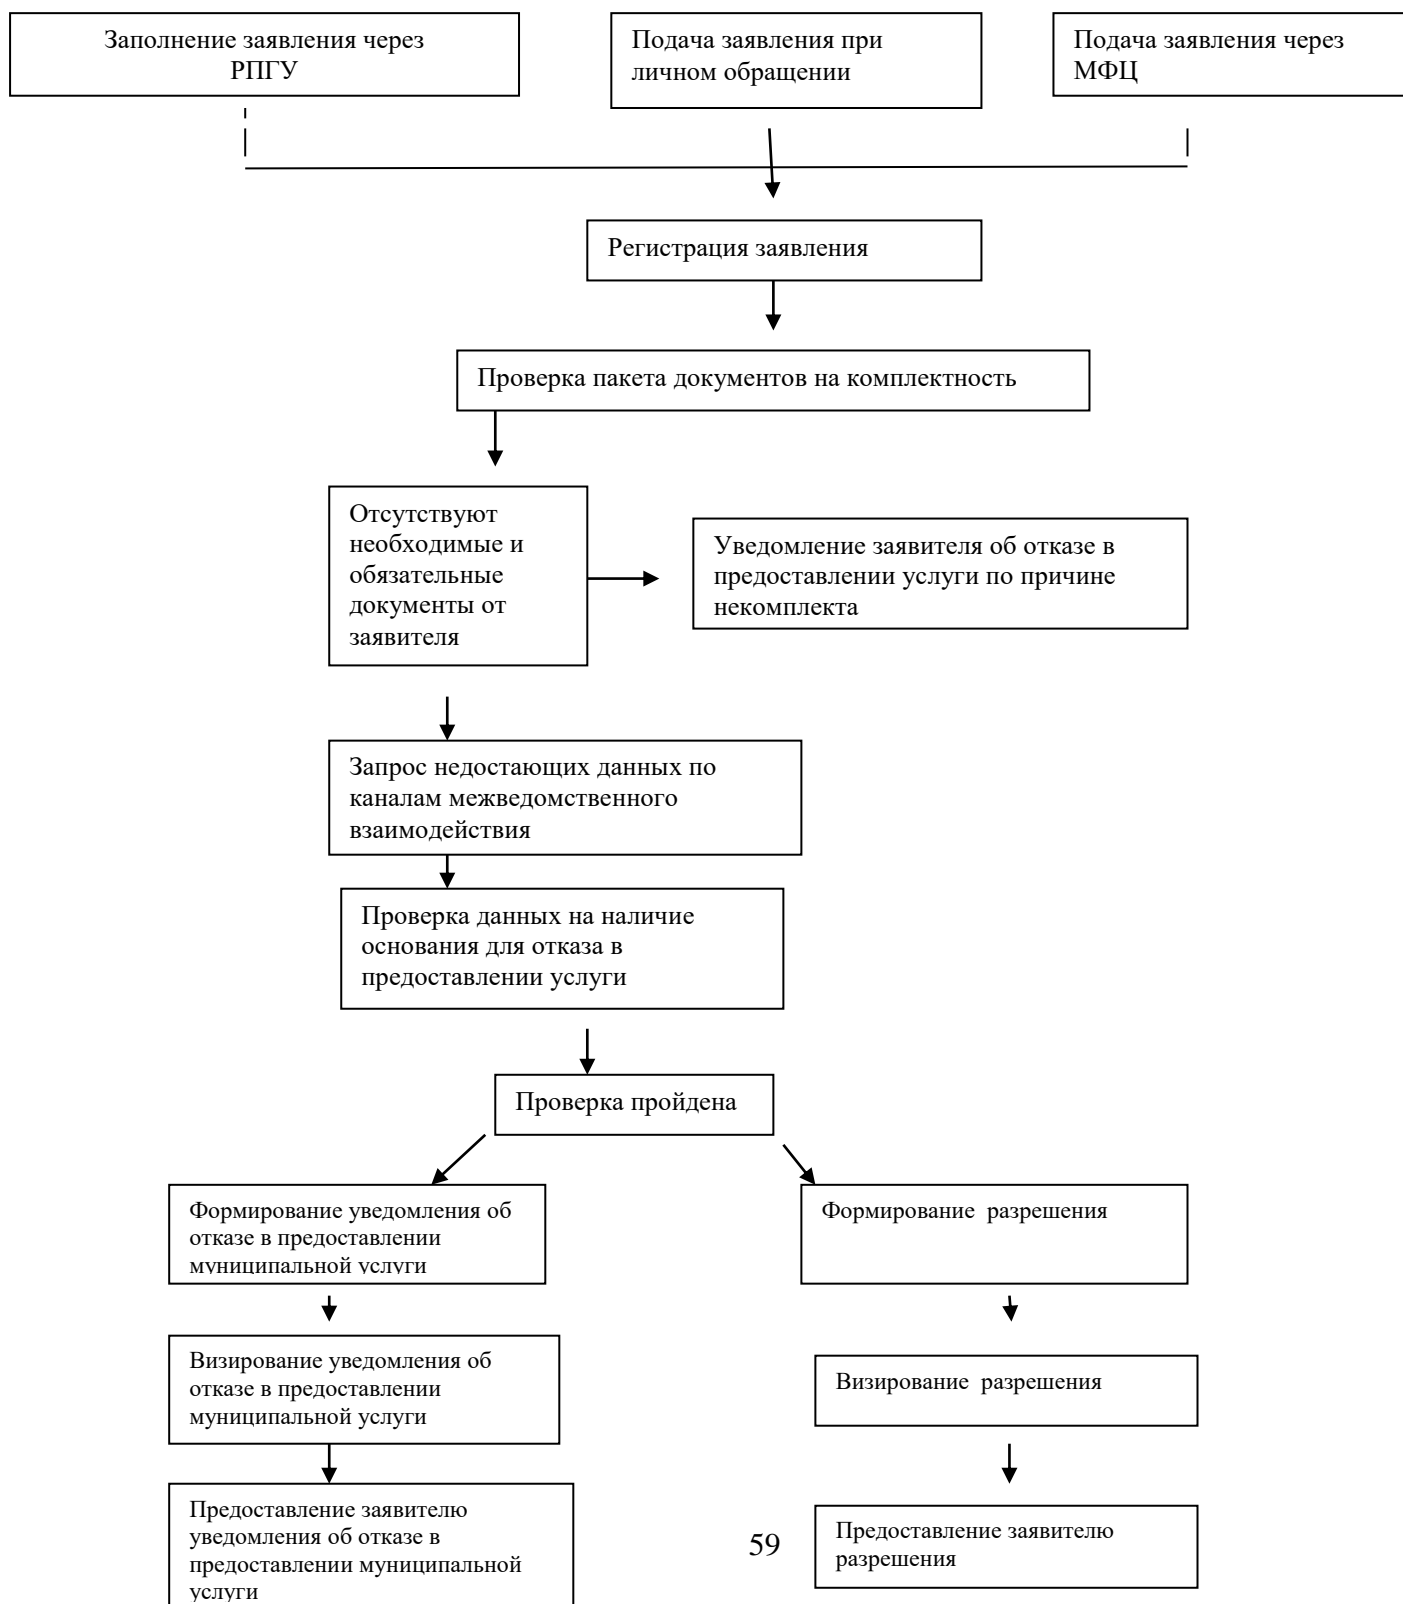 Заполнение заявления через
РПГУ
Подача заявления при
личном обращении
Подача заявления через
МФЦ
Регистрация заявления
Проверка пакета документов на комплектность
Отсутствуют
необходимые и
обязательные
документы от
заявителя
Уведомление заявителя об отказе в
предоставлении услуги по причине
некомплекта
Запрос недостающих данных по
каналам межведомственного
взаимодействия
Проверка данных на наличие
основания для отказа в
предоставлении услуги
Проверка пройдена
Формирование уведомления об
отказе в предоставлении
муниципальной услуги
Формирование разрешения
Визирование уведомления об
отказе в предоставлении
муниципальной услуги
Визирование разрешения
Предоставление заявителю
уведомления об отказе в
предоставлении муниципальной
услуги
59
Предоставление заявителю
разрешения